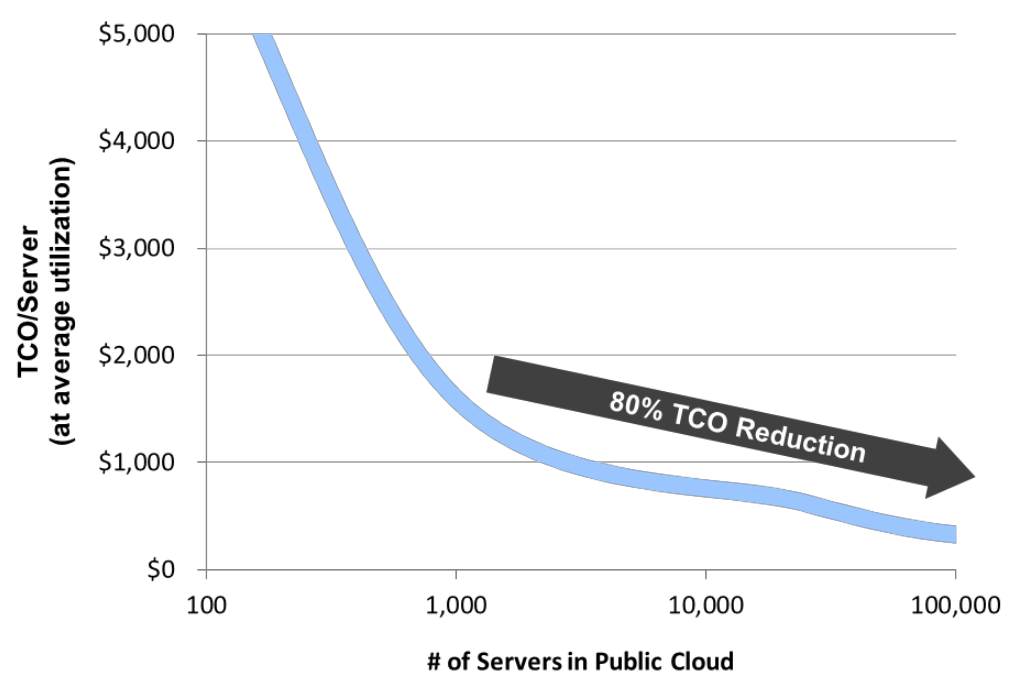 $5,000
$4,000
$3,000
$2,000
$1,000
$0
TCO/Server
(at average utilization)
80% TCO Reduction
100
1,000
10,000
100,000
# of Servers in Public Cloud